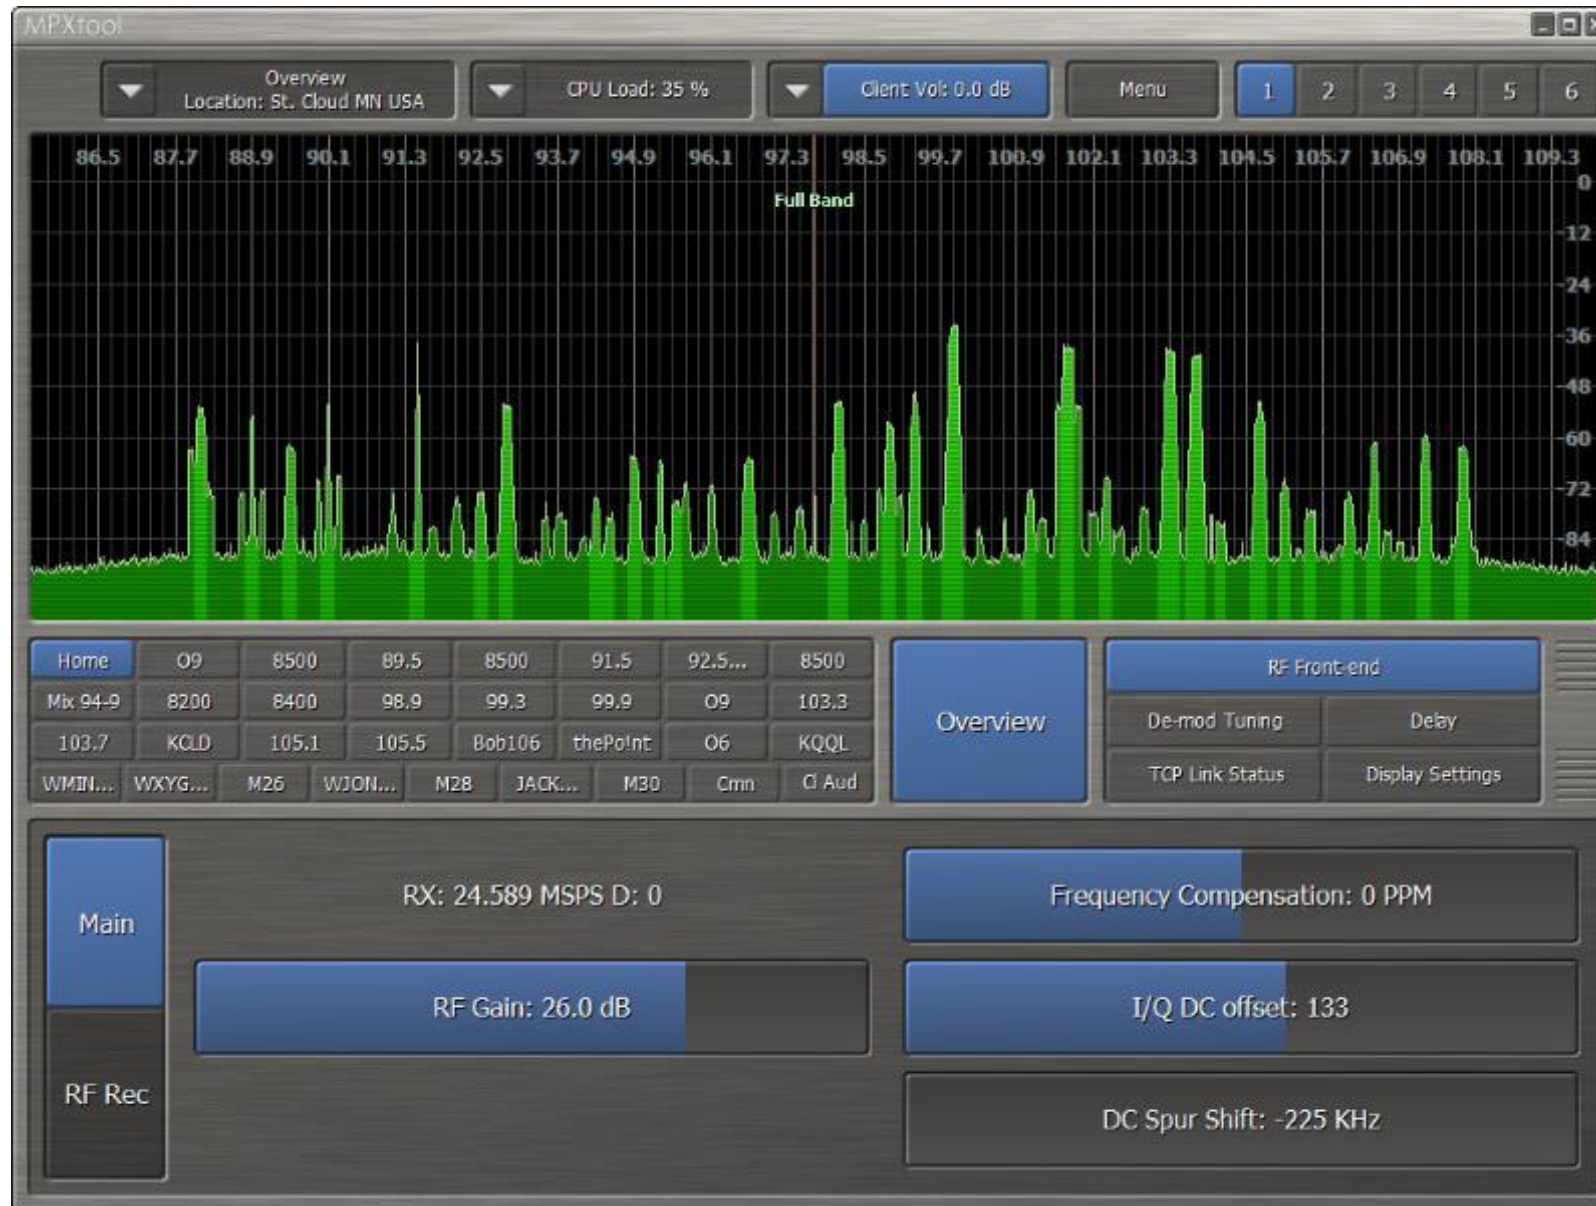 MPXtool
Overview
Location: St. Cloud MN USA
CPU Load: 35 %
Client Vol: 0.0 dB
Menu
1 2 3 4 5 6
86.5 87.7 88.9 90.1 91.3 92.5 93.7 94.9 96.1 97.3 98.5 99.7 100.9 102.1 103.3 104.5 105.7 106.9 108.1 109.3
Full Band
0
-12
-24
-36
-48
-60
-72
-84
Home O9 8500 89.5 8500 91.5 92.5... 8500
Mix 94-9 8200 8400 98.9 99.3 99.9 O9 103.3
103.7 KCLD 105.1 105.5 Bob106 thePo!nt O6 KQQL
WMIN... WXYG... M26 WJON... M28 JACK... M30 Cmn Cl Aud
Overview
RF Front-end
De-mod Tuning Delay
TCP Link Status Display Settings
Main
RF Rec
RX: 24.589 MSPS D: 0
RF Gain: 26.0 dB
Frequency Compensation: 0 PPM
I/Q DC offset: 133
DC Spur Shift: -225 KHz